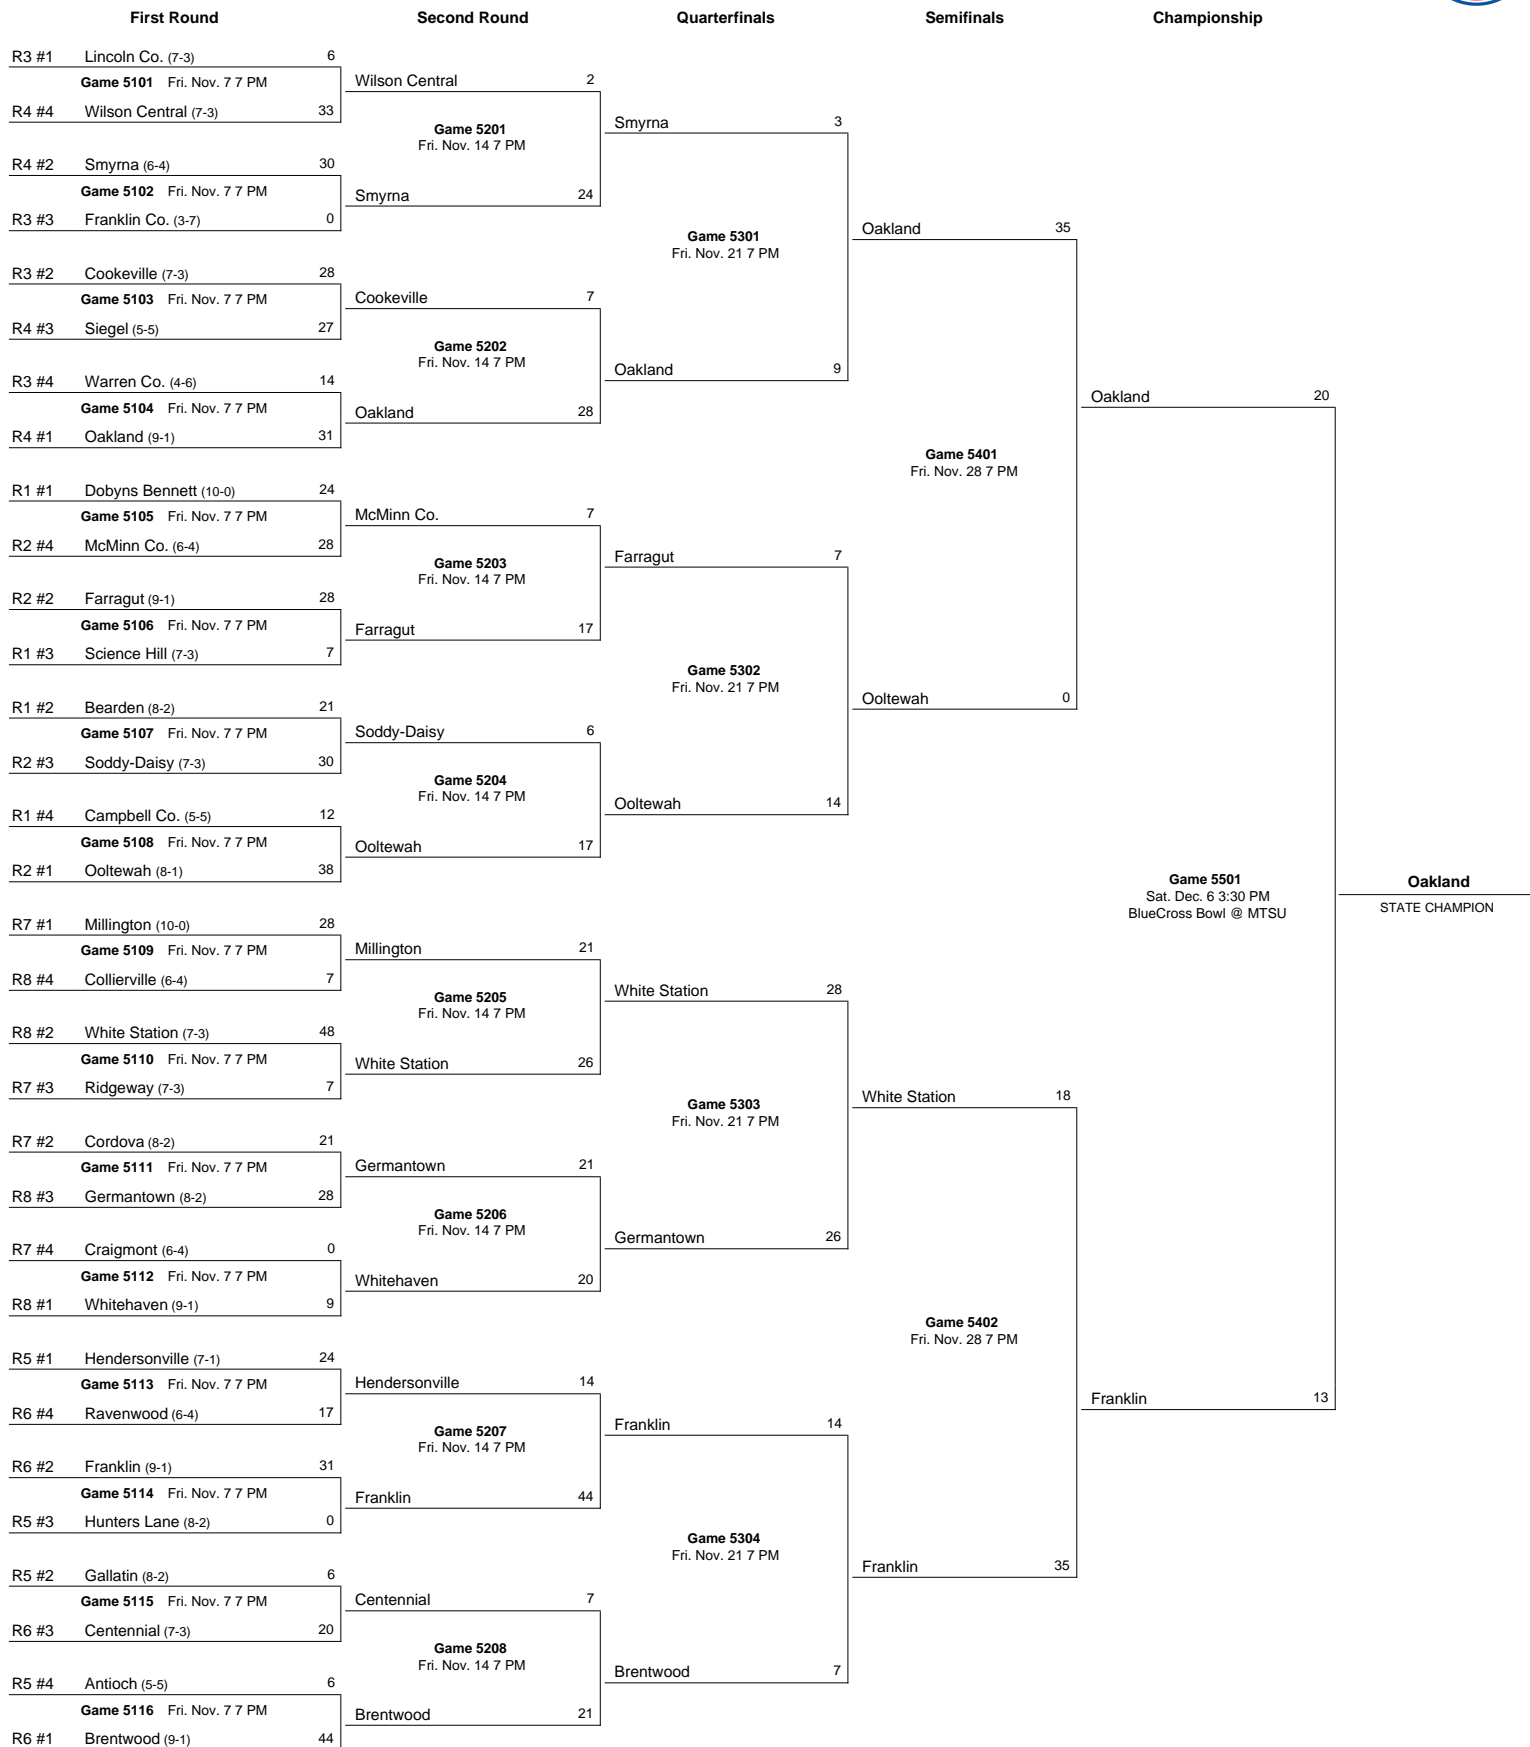 First Round Second Round Quarterfinals Semifinals Championship
R3 #1 Lincoln Co. (7-3) 6
Game 5101 Fri. Nov. 7 7 PM
R4 #4 Wilson Central (7-3) 33
R4 #2 Smyrna (6-4) 30
Game 5102 Fri. Nov. 7 7 PM
R3 #3 Franklin Co. (3-7) 0
R3 #2 Cookeville (7-3) 28
Game 5103 Fri. Nov. 7 7 PM
R4 #3 Siegel (5-5) 27
R3 #4 Warren Co. (4-6) 14
Game 5104 Fri. Nov. 7 7 PM
R4 #1 Oakland (9-1) 31
R1 #1 Dobyns Bennett (10-0) 24
Game 5105 Fri. Nov. 7 7 PM
R2 #4 McMinn Co. (6-4) 28
R2 #2 Farragut (9-1) 28
Game 5106 Fri. Nov. 7 7 PM
R1 #3 Science Hill (7-3) 7
R1 #2 Bearden (8-2) 21
Game 5107 Fri. Nov. 7 7 PM
R2 #3 Soddy-Daisy (7-3) 30
R1 #4 Campbell Co. (5-5) 12
Game 5108 Fri. Nov. 7 7 PM
R2 #1 Ooltewah (8-1) 38
R7 #1 Millington (10-0) 28
Game 5109 Fri. Nov. 7 7 PM
R8 #4 Collierville (6-4) 7
R8 #2 White Station (7-3) 48
Game 5110 Fri. Nov. 7 7 PM
R7 #3 Ridgeway (7-3) 7
R7 #2 Cordova (8-2) 21
Game 5111 Fri. Nov. 7 7 PM
R8 #3 Germantown (8-2) 28
R7 #4 Craigmont (6-4) 0
Game 5112 Fri. Nov. 7 7 PM
R8 #1 Whitehaven (9-1) 9
R5 #1 Hendersonville (7-1) 24
Game 5113 Fri. Nov. 7 7 PM
R6 #4 Ravenwood (6-4) 17
R6 #2 Franklin (9-1) 31
Game 5114 Fri. Nov. 7 7 PM
R5 #3 Hunters Lane (8-2) 0
R5 #2 Gallatin (8-2) 6
Game 5115 Fri. Nov. 7 7 PM
R6 #3 Centennial (7-3) 20
R5 #4 Antioch (5-5) 6
Game 5116 Fri. Nov. 7 7 PM
R6 #1 Brentwood (9-1) 44
Wilson Central 2
Game 5201
Fri. Nov. 14 7 PM
Smyrna 24
Cookeville 7
Game 5202
Fri. Nov. 14 7 PM
Oakland 28
McMinn Co. 7
Game 5203
Fri. Nov. 14 7 PM
Farragut 17
Soddy-Daisy 6
Game 5204
Fri. Nov. 14 7 PM
Ooltewah 17
Millington 21
Game 5205
Fri. Nov. 14 7 PM
White Station 26
Germantown 21
Game 5206
Fri. Nov. 14 7 PM
Whitehaven 20
Hendersonville 14
Game 5207
Fri. Nov. 14 7 PM
Franklin 44
Centennial 7
Game 5208
Fri. Nov. 14 7 PM
Brentwood 21
Smyrna 3
Game 5301
Fri. Nov. 21 7 PM
Oakland 9
Farragut 7
Game 5302
Fri. Nov. 21 7 PM
Ooltewah 14
White Station 28
Game 5303
Fri. Nov. 21 7 PM
Germantown 26
Franklin 14
Game 5304
Fri. Nov. 21 7 PM
Brentwood 7
Oakland 35
Game 5401
Fri. Nov. 28 7 PM
Ooltewah 0
White Station 18
Game 5402
Fri. Nov. 28 7 PM
Franklin 35
Oakland 20
Game 5501
Sat. Dec. 6 3:30 PM
BlueCross Bowl @ MTSU
Franklin 13
Oakland
STATE CHAMPION